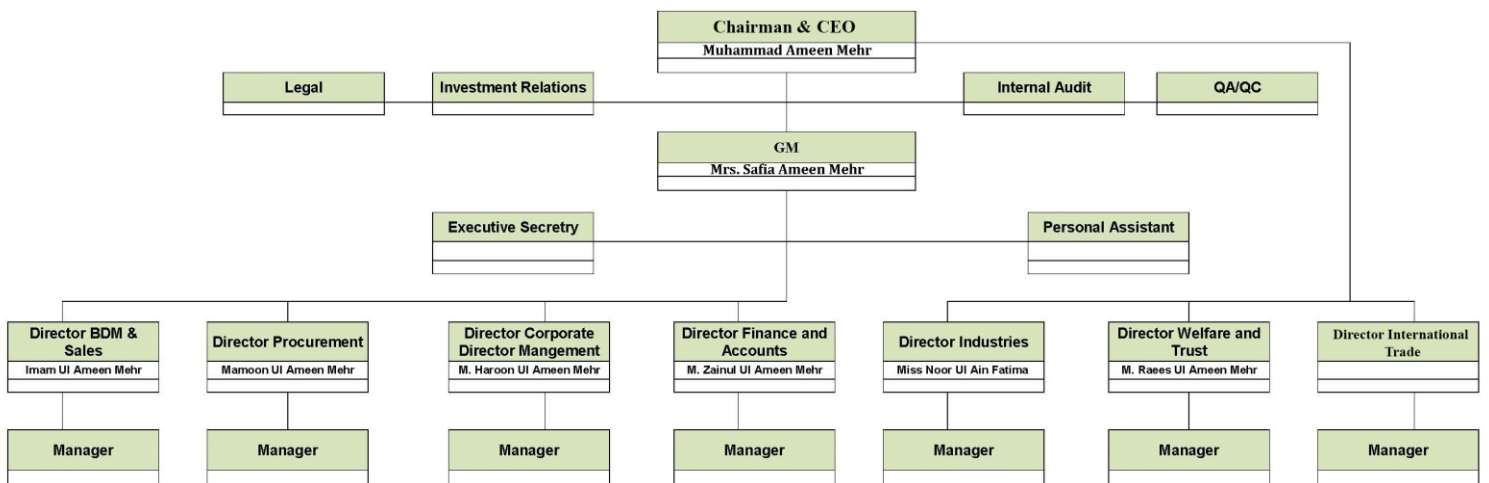 Chairman & CEO
Muhammad Ameen Mehr
Legal
Investment Relations
Internal Audit
QA/QC
GM
Mrs. Safia Ameen Mehr
Executive Secretry
Personal Assistant
Director BDM &
Sales
Imam Ul Ameen Mehr
Director Procurement
Mamoon Ul Ameen Mehr
Director Corporate
Director Mangement
M. Haroon Ul Ameen Mehr
Director Finance and
Accounts
M. Zainul Ul Ameen Mehr
Director Industries
Miss Noor Ul Ain Fatima
Director Welfare and
Trust
M. Raees Ul Ameen Mehr
Director International
Trade
Manager
Manager
Manager
Manager
Manager
Manager
Manager